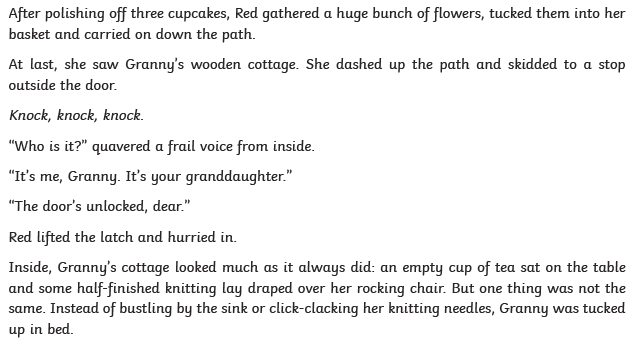 After polishing off three cupcakes, Red gathered a huge bunch of flowers, tucked them into her
basket and carried on down the path.
At last, she saw Granny’s wooden cottage. She dashed up the path and skidded to a stop
outside the door.
Knock, knock, knock.
“Who is it?” quavered a frail voice from inside.
“It’s me, Granny. It’s your granddaughter.”
“The door’s unlocked, dear.”
Red lifted the latch and hurried in.
Inside, Granny’s cottage looked much as it always did: an empty cup of tea sat on the table
and some half-finished knitting lay draped over her rocking chair. But one thing was not the
same. Instead of bustling by the sink or click-clacking her knitting needles, Granny was tucked
up in bed.